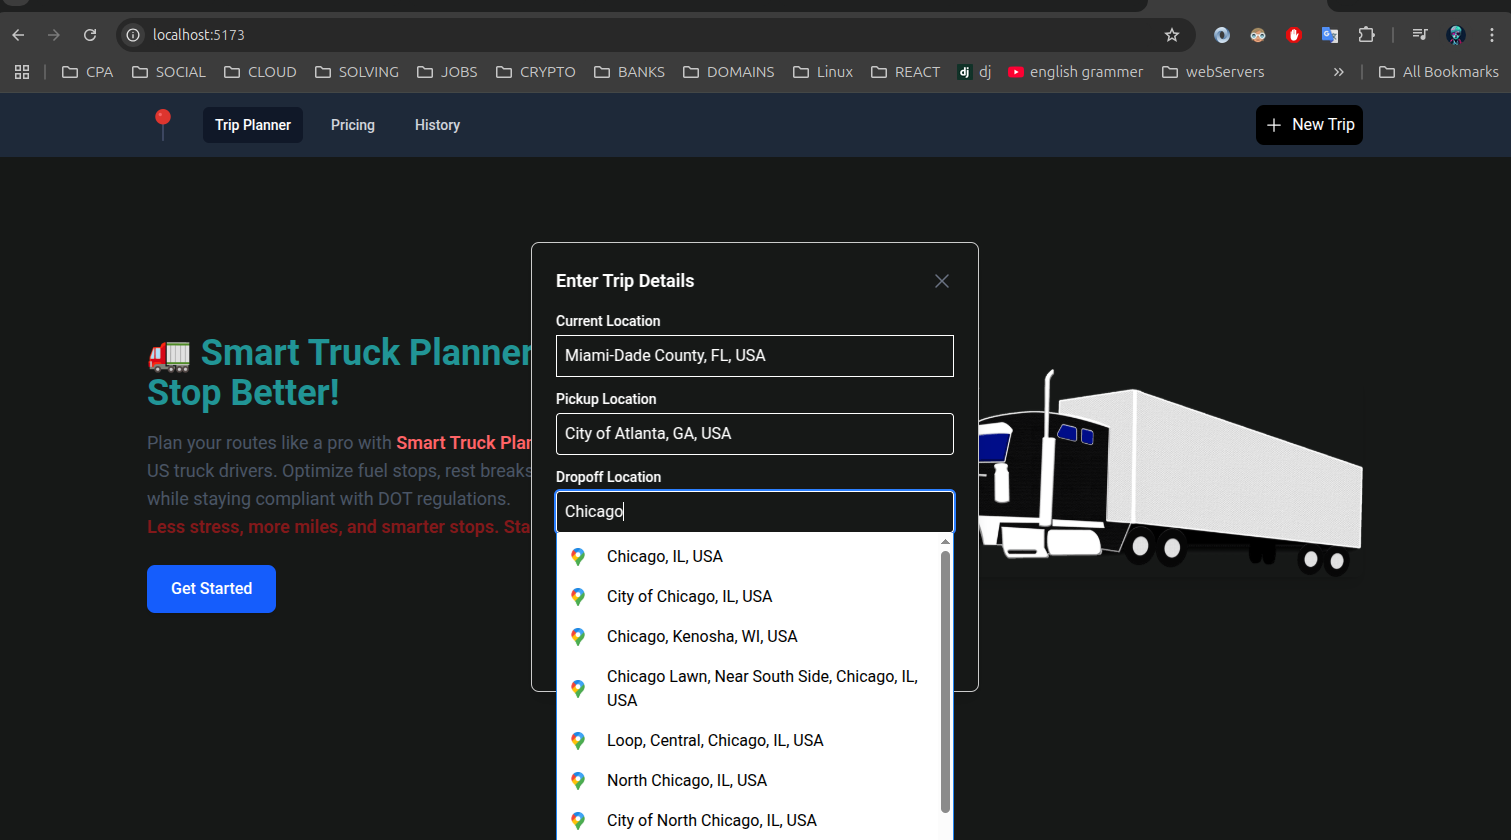 localhost:5173
CPA SOCIAL CLOUD SOLVING JOBS CRYPTO BANKS DOMAINS Linux REACT dj dj english grammer webServers » All Bookmarks
Trip Planner Pricing History + New Trip
Enter Trip Details
Current Location
Miami-Dade County, FL, USA
Pickup Location
City of Atlanta, GA, USA
Dropoff Location
Chicago
Chicago, IL, USA
City of Chicago, IL, USA
Chicago, Kenosha, WI, USA
Chicago Lawn, Near South Side, Chicago, IL,
USA
Loop, Central, Chicago, IL, USA
North Chicago, IL, USA
City of North Chicago, IL, USA
Smart Truck Planner
Stop Better!
Plan your routes like a pro with Smart Truck Plan
US truck drivers. Optimize fuel stops, rest breaks
while staying compliant with DOT regulations.
Less stress, more miles, and smarter stops. Sta
Get Started